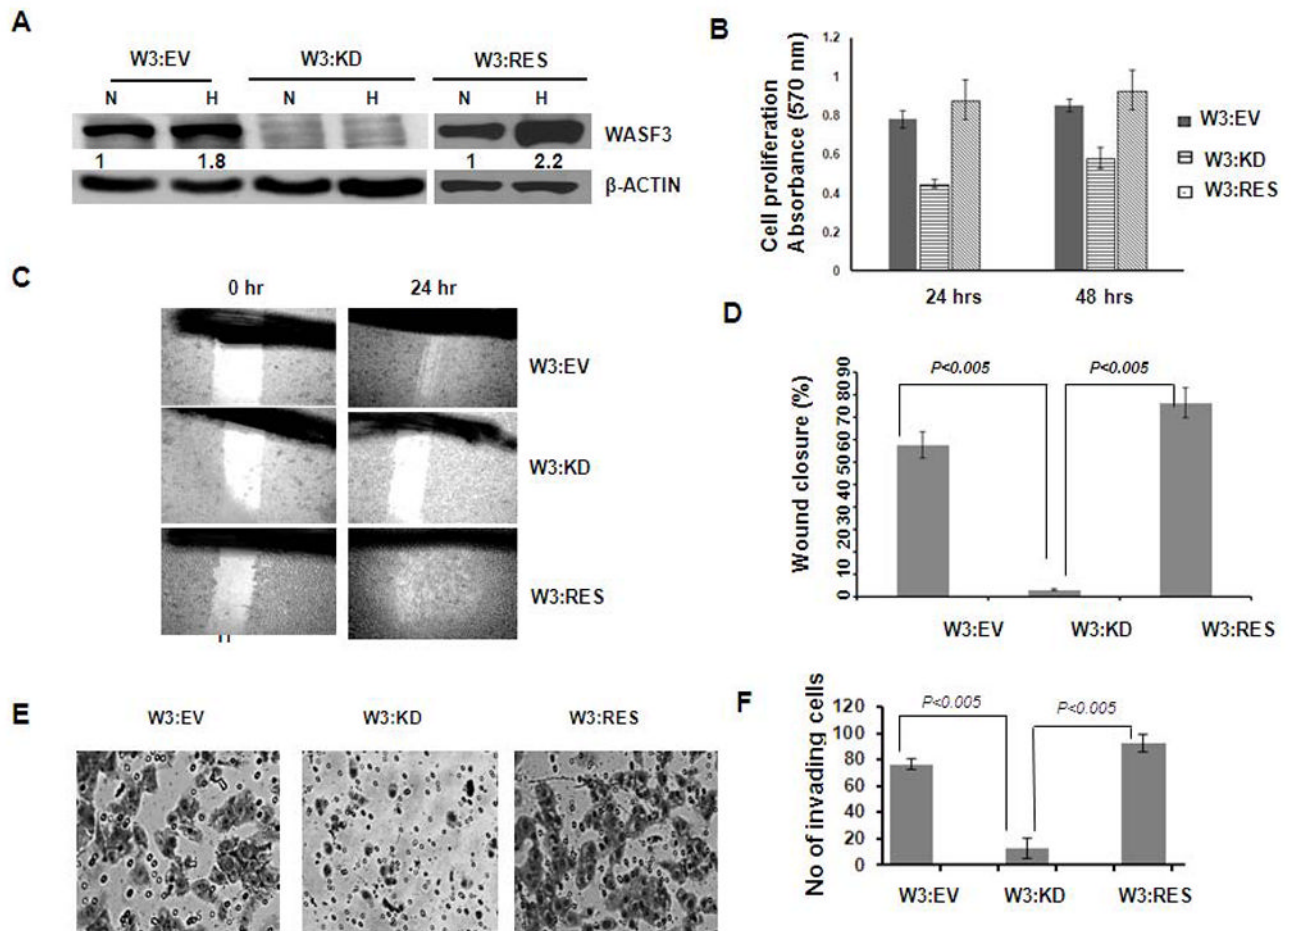 A
W3:EV W3:KD W3:RES
N H N H N H
WASF3
1 1.8 1 2.2
β-ACTIN
B
Cell proliferation
Absorbance (570 nm)
1.2
1
0.8
0.6
0.4
0.2
0
24 hrs 48 hrs
W3:EV
W3:KD
W3:RES
C
0 hr 24 hr
W3:EV
W3:KD
W3:RES
D
Wound closure (%)
0 10 20 30 40 50 60 70 80 90
P<0.005 P<0.005
W3:EV W3:KD W3:RES
E
W3:EV W3:KD W3:RES
F
No of invading cells
120
100
80
60
40
20
0
P<0.005 P<0.005
W3:EV W3:KD W3:RES